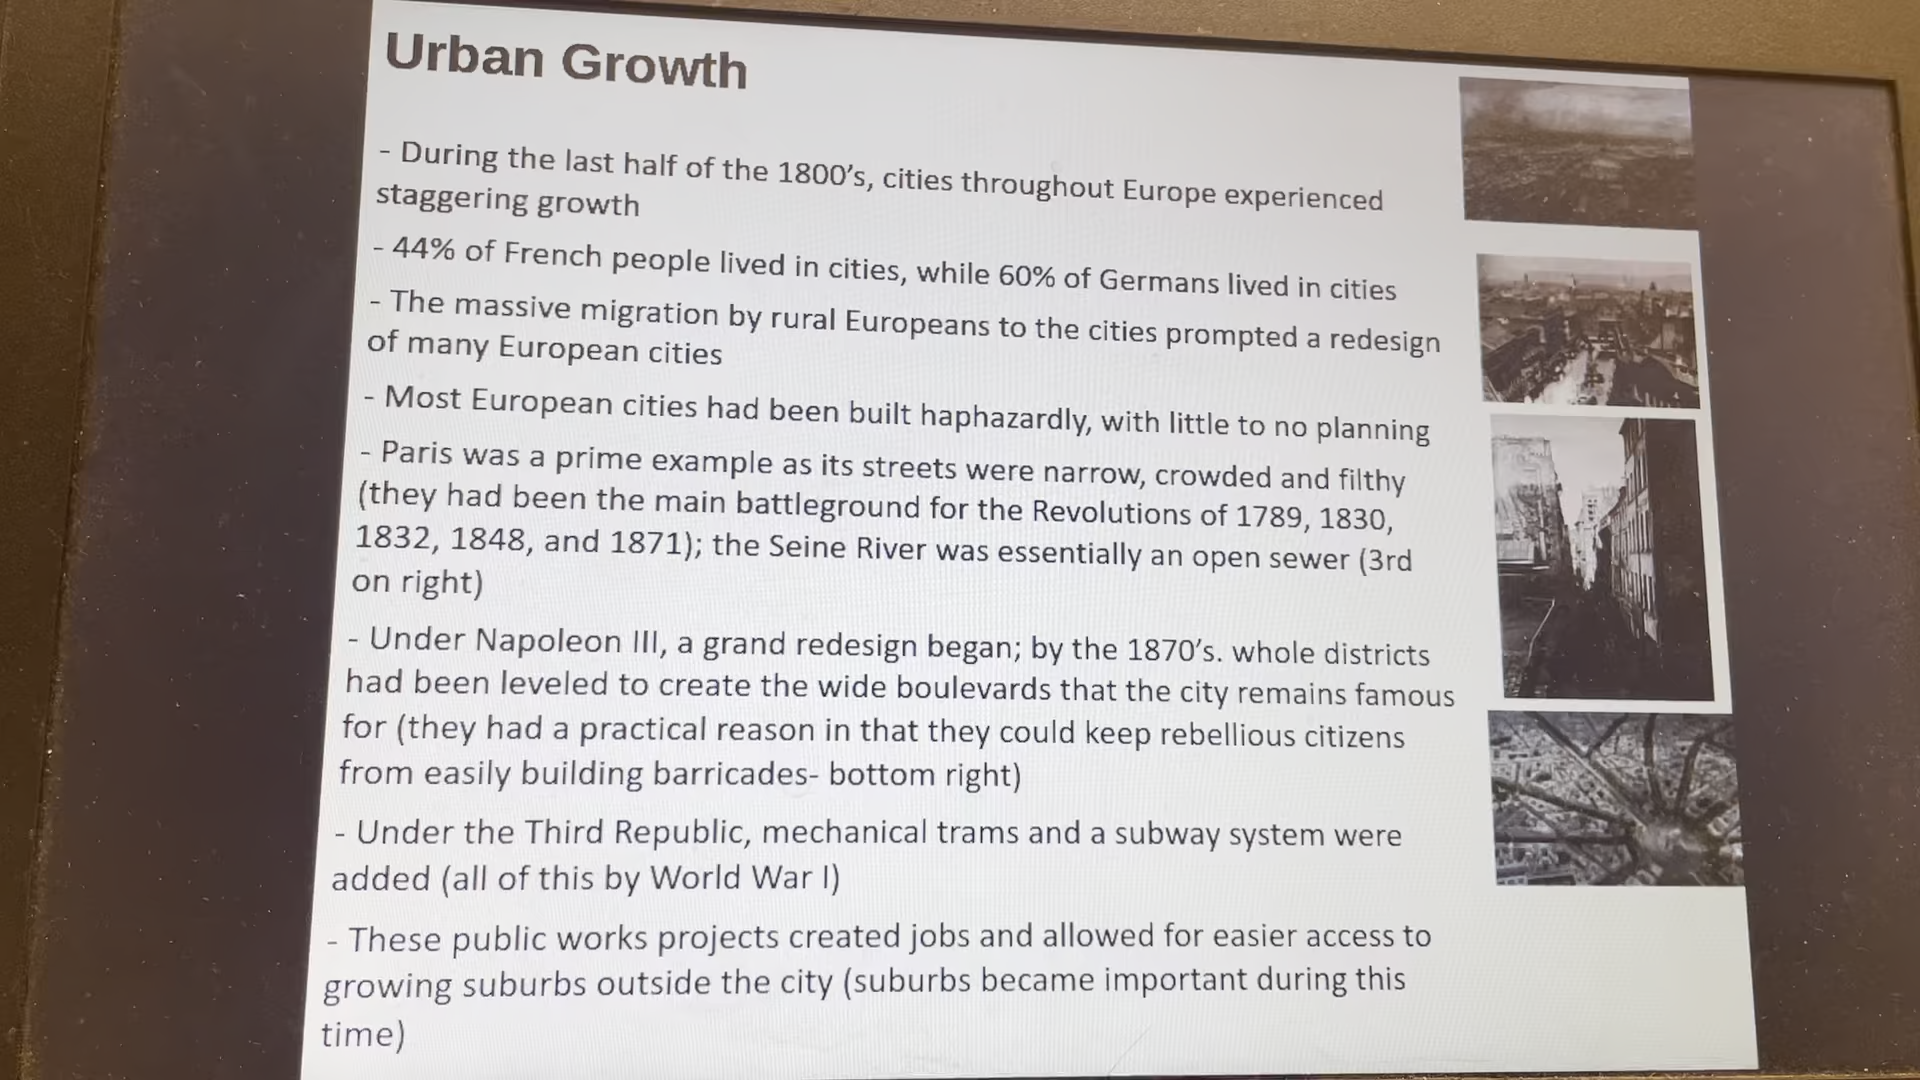 Urban Growth
- During the last half of the 1800's, cities throughout Europe experienced
staggering growth
- 44% of French people lived in cities, while 60% of Germans lived in cities
- The massive migration by rural Europeans to the cities prompted a redesign
of many European cities
- Most European cities had been built haphazardly, with little to no planning
- Paris was a prime example as its streets were narrow, crowded and filthy
(they had been the main battleground for the Revolutions of 1789, 1830,
1832, 1848, and 1871); the Seine River was essentially an open sewer (3rd
on right)
- Under Napoleon III, a grand redesign began; by the 1870's. whole districts
had been leveled to create the wide boulevards that the city remains famous
for (they had a practical reason in that they could keep rebellious citizens
from easily building barricades- bottom right)
- Under the Third Republic, mechanical trams and a subway system were
added (all of this by World War I)
- These public works projects created jobs and allowed for easier access to
growing suburbs outside the city (suburbs became important during this
time)